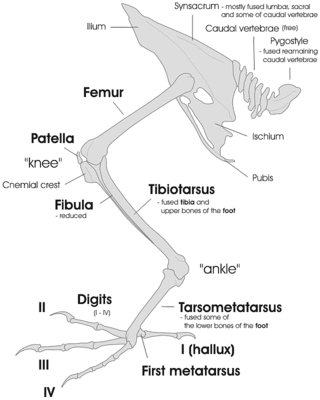 Synsacrum - mostly fused lumbar, sacral
and some of caudal vertebrae
Ilium
Caudal vertebrae (free)
Pygostyle
- fused reamaining
caudal vertebrae
Femur
Ischium
Patella
"knee"
Pubis
Cnemial crest
Tibiotarsus
- fused tibia and
upper bones of the foot
Fibula
- reduced
"ankle"
Digits
(I - IV)
II
Tarsometatarsus
- fused some of
the lower bones of the foot
I (hallux)
III
First metatarsus
IV